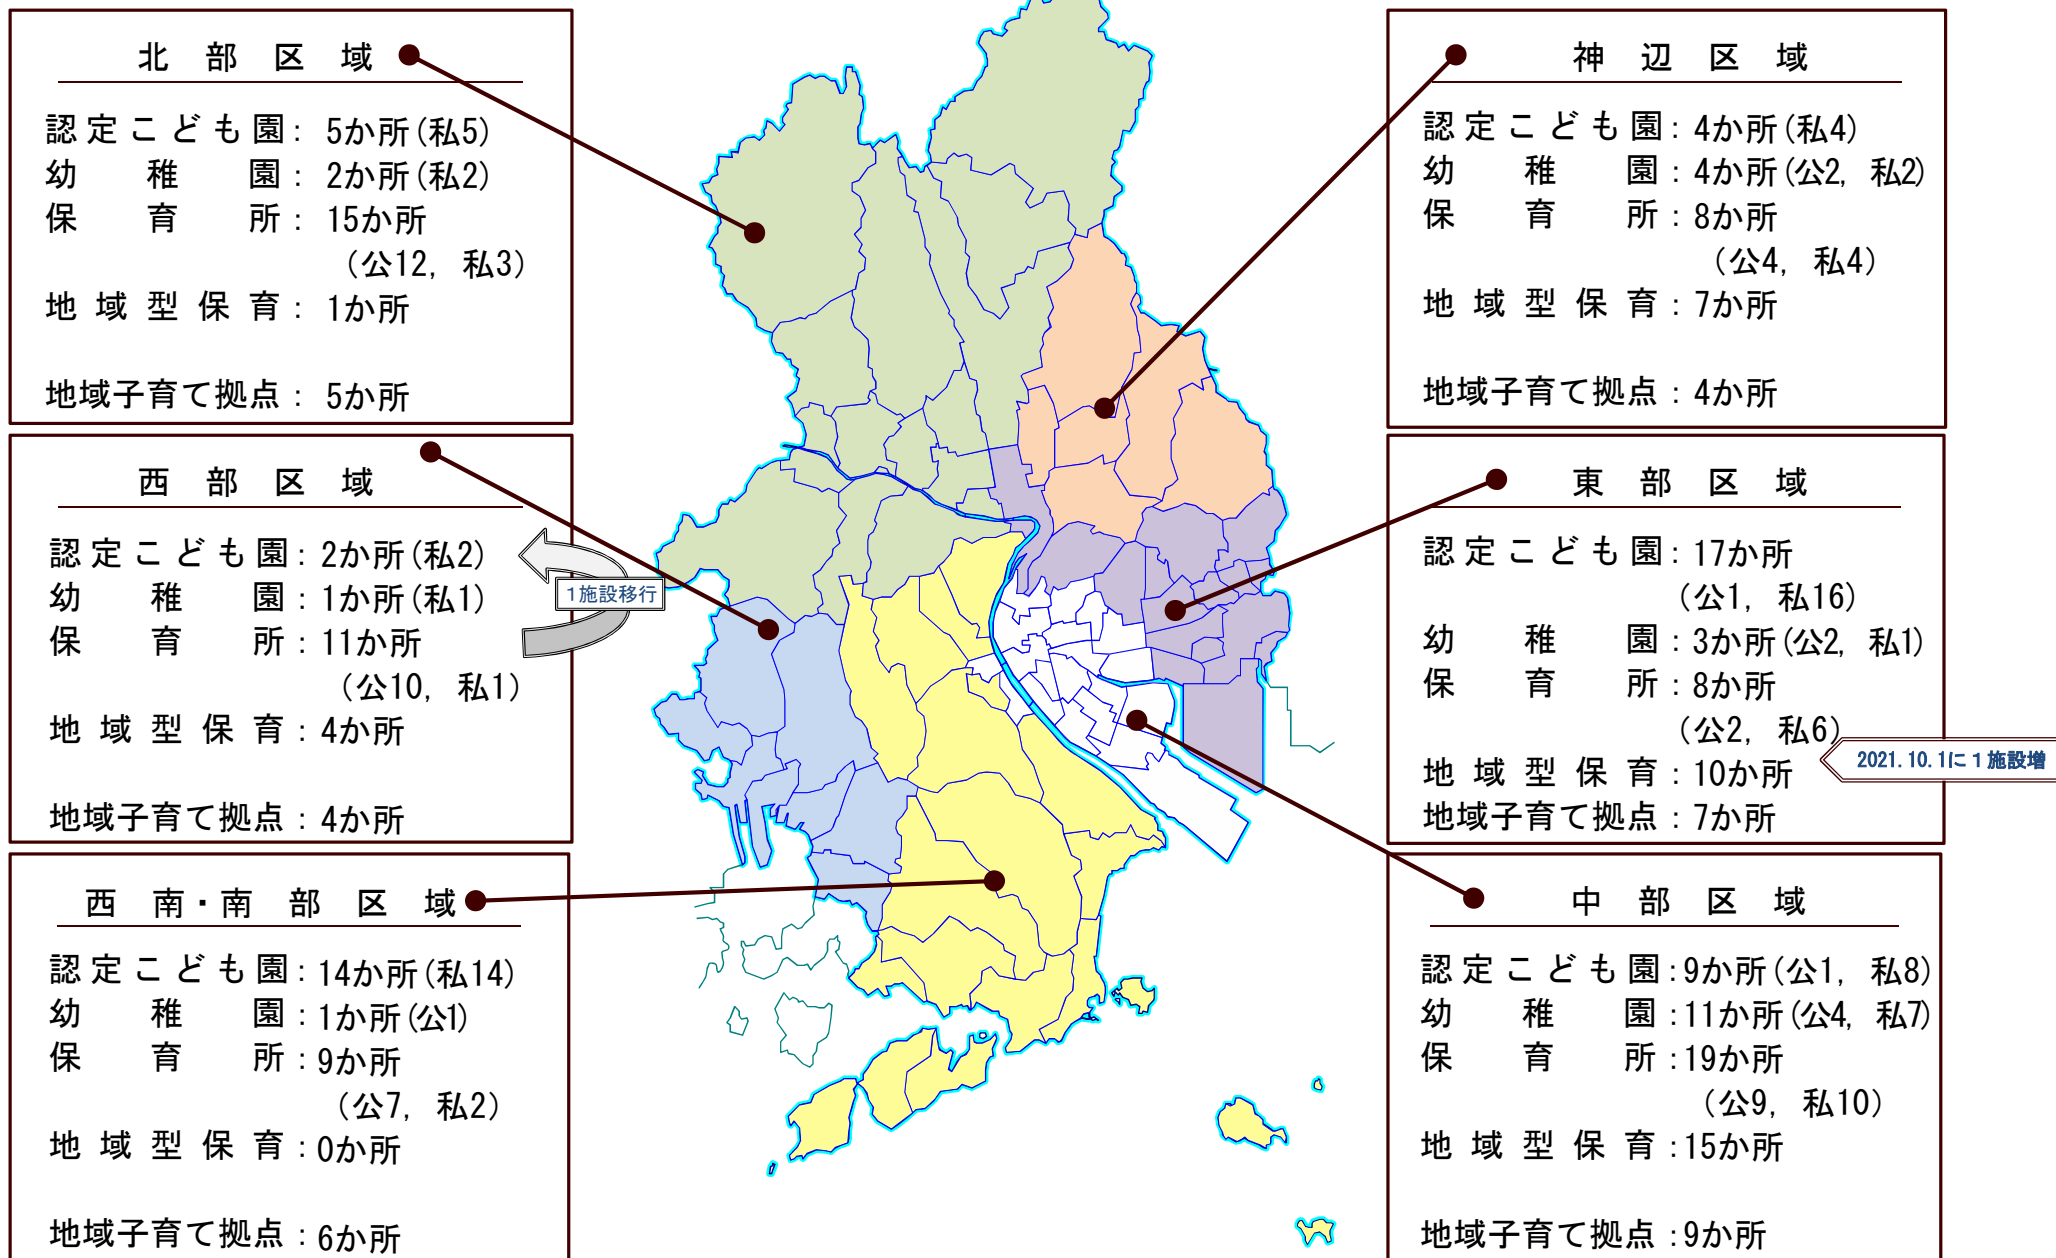 北部区域
認定こども園：5か所(私5)
幼稚園：2か所(私2)
保育所：15か所
（公12，私3）
地域型保育：1か所
地域子育て拠点：5か所
西部区域
認定こども園：2か所(私2)
幼稚園：1か所(私1)
保育所：11か所
（公10，私1）
地域型保育：4か所
地域子育て拠点：4か所
1施設移行
西南・南部区域
認定こども園：14か所(私14)
幼稚園：1か所(公1)
保育所：9か所
（公7，私2）
地域型保育：0か所
地域子育て拠点：6か所
神辺区域
認定こども園：4か所(私4)
幼稚園：4か所(公2，私2)
保育所：8か所
（公4，私4）
地域型保育：7か所
地域子育て拠点：4か所
東部区域
認定こども園：17か所
（公1，私16）
幼稚園：3か所(公2，私1)
保育所：8か所
（公2，私6）
地域型保育：10か所
地域子育て拠点：7か所
2021.10.1に１施設増
中部区域
認定こども園：9か所(公1，私8)
幼稚園：11か所(公4，私7)
保育所：19か所
（公9，私10）
地域型保育：15か所
地域子育て拠点：9か所